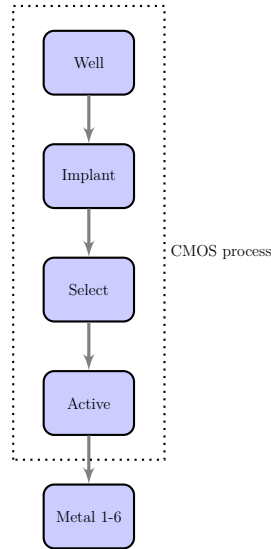 Well
Implant
CMOS process
Select
Active
Metal 1-6